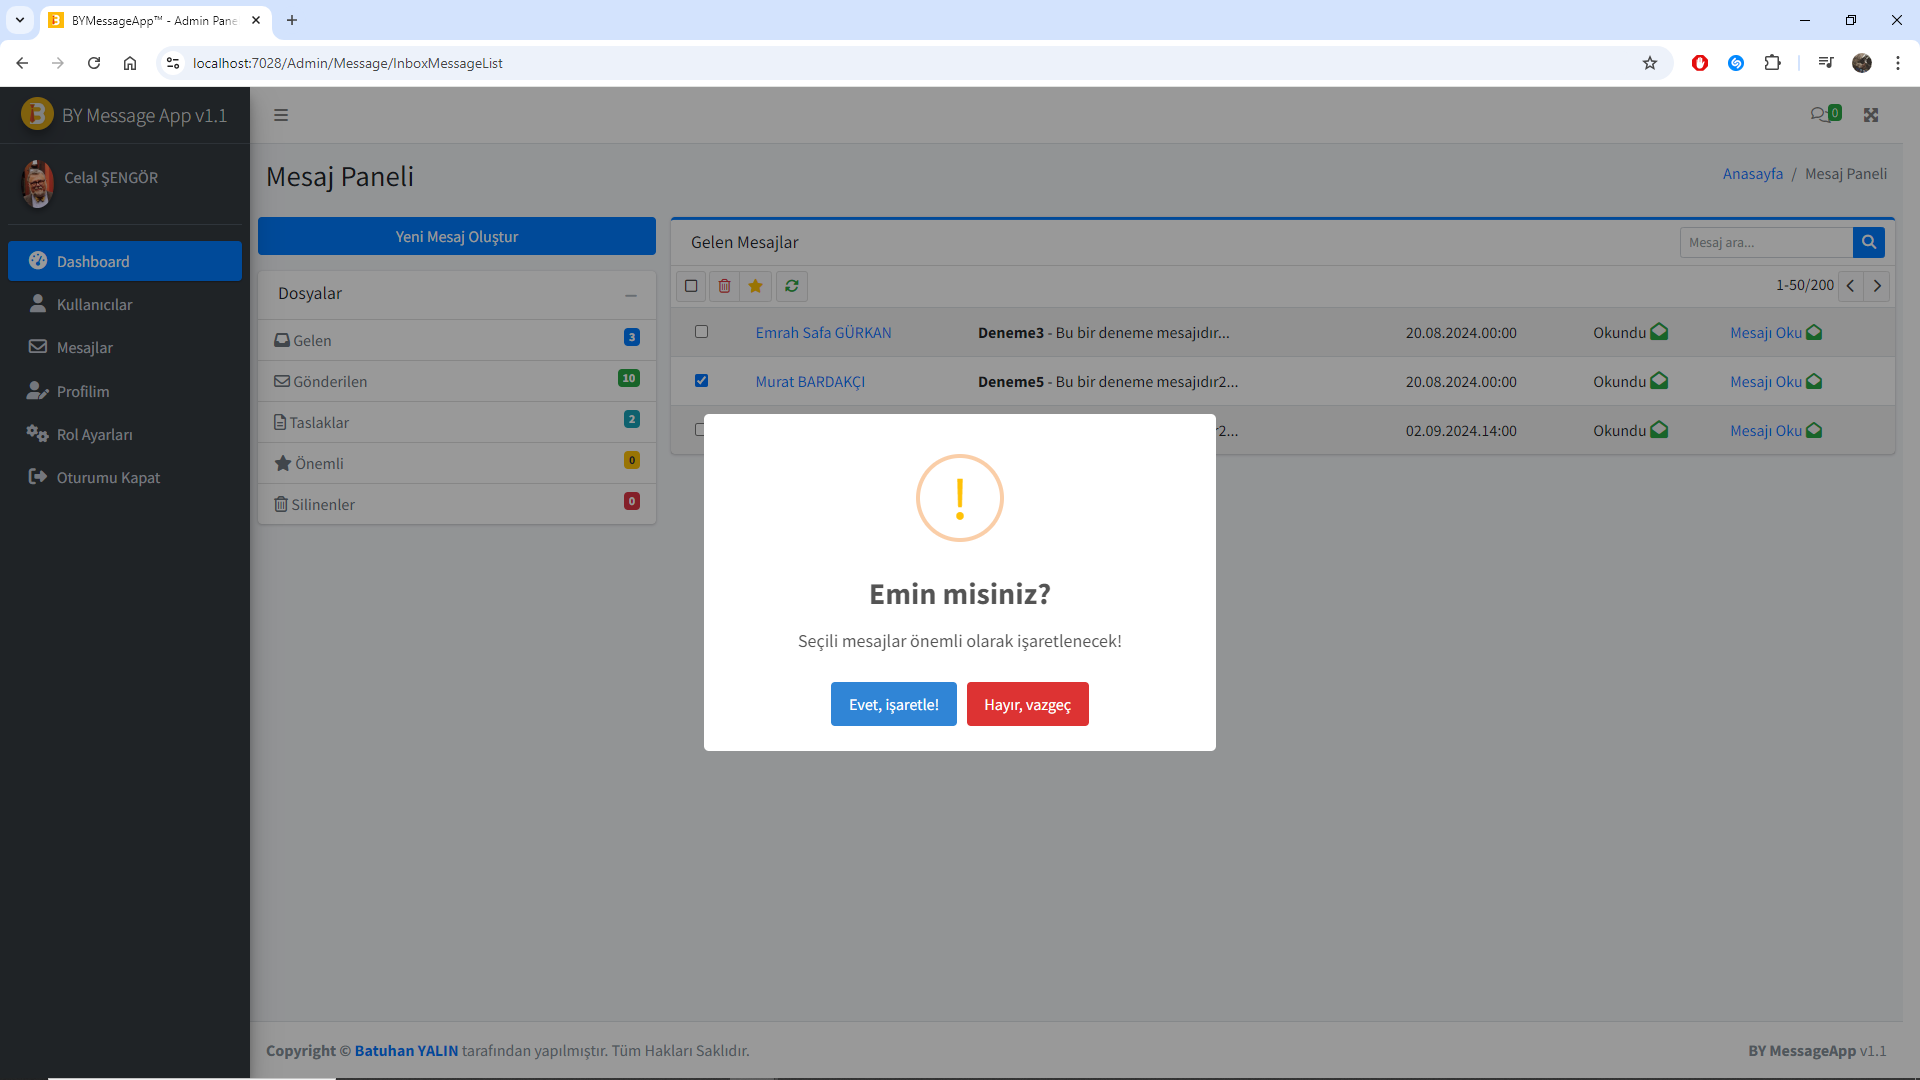 BYMessageApp™ - Admin Pane
localhost:7028/Admin/Message/InboxMessageList
BY Message App v1.1
0
Celal ŞENGÖR
Mesaj Paneli
Anasayfa / Mesaj Paneli
Dashboard
Kullanıcılar
Mesajlar
Profilim
Rol Ayarları
Oturumu Kapat
Yeni Mesaj Oluştur
Dosyalar
Gelen 3
Gönderilen 10
Taslaklar 2
Önemli 0
Silinenler 0
Gelen Mesajlar
Mesaj ara...
1-50/200
Emrah Safa GÜRKAN Deneme3 - Bu bir deneme mesajıdır... 20.08.2024.00:00 Okundu Mesajı Oku
Murat BARDAKÇI Deneme5 - Bu bir deneme mesajıdır2... 20.08.2024.00:00 Okundu Mesajı Oku
02.09.2024.14:00 Okundu Mesajı Oku
!
Emin misiniz?
Seçili mesajlar önemli olarak işaretlenecek!
Evet, işaretle! Hayır, vazgeç
Copyright © Batuhan YALIN tarafından yapılmıştır. Tüm Hakları Saklıdır.
BY MessageApp v1.1